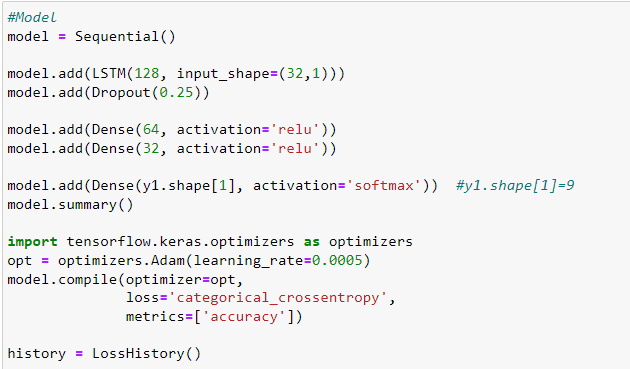 #Model
model = Sequential()
model.add(LSTM(128, input_shape=(32,1)))
model.add(Dropout(0.25))
model.add(Dense(64, activation='relu'))
model.add(Dense(32, activation='relu'))
model.add(Dense(y1.shape[1], activation='softmax'))  #y1.shape[1]=9
model.summary()
import tensorflow.keras.optimizers as optimizers
opt = optimizers.Adam(learning_rate=0.0005)
model.compile(optimizer=opt,
              loss='categorical_crossentropy',
              metrics=['accuracy'])
history = LossHistory()